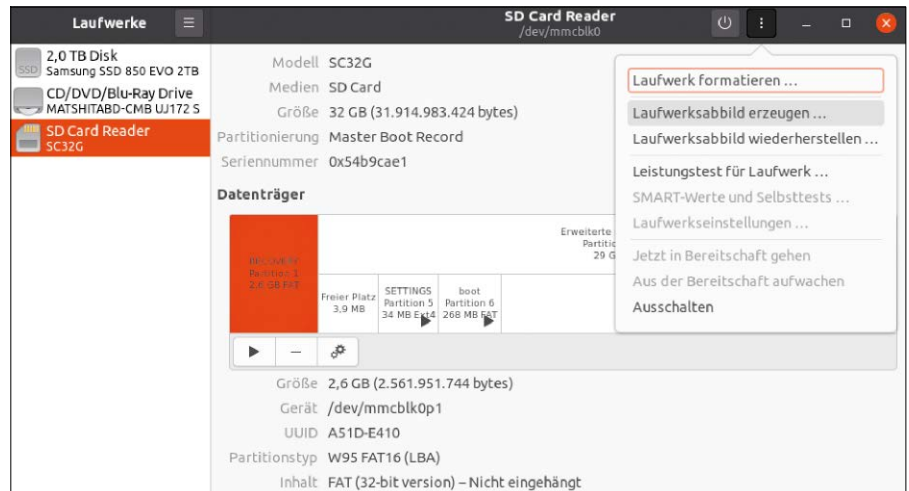 Laufwerke
SD Card Reader
/dev/mmcblk0
SSD
2,0 TB Disk
Samsung SSD 850 EVO 2TB
CD/DVD/Blu-Ray Drive
MATSHITABD-CMB UJ172 S
SD Card Reader
SC32G
Modell SC32G
Medien SD Card
Größe 32 GB (31.914.983.424 bytes)
Partitionierung Master Boot Record
Seriennummer 0x54b9cae1
Datenträger
RECOVERY
Partition 1
2,6 GB FAT
Erweiterte
29 G
Freier Platz
3,9 MB
SETTINGS
Partition 5
34 MB Ext4
boot
Partition 6
268 MB FAT
Größe 2,6 GB (2.561.951.744 bytes)
Gerät /dev/mmcblk0p1
UUID A51D-E410
Partitionstyp W95 FAT16 (LBA)
Inhalt FAT (32-bit version) – Nicht eingehängt
Laufwerk formatieren ...
Laufwerksabbild erzeugen ...
Laufwerksabbild wiederherstellen ...
Leistungstest für Laufwerk ...
SMART-Werte und Selbsttests ...
Laufwerkseinstellungen ...
Jetzt in Bereitschaft gehen
Aus der Bereitschaft aufwachen
Ausschalten